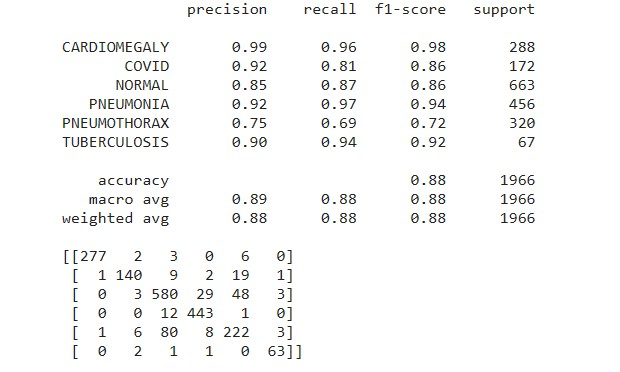 precision recall f1-score support
CARDIOMEGALY 0.99 0.96 0.98 288
COVID 0.92 0.81 0.86 172
NORMAL 0.85 0.87 0.86 663
PNEUMONIA 0.92 0.97 0.94 456
PNEUMOTHORAX 0.75 0.69 0.72 320
TUBERCULOSIS 0.90 0.94 0.92 67
accuracy 0.88 1966
macro avg 0.89 0.88 0.88 1966
weighted avg 0.88 0.88 0.88 1966
[[277 2 3 0 6 0]
[ 1 140 9 2 19 1]
[ 0 3 580 29 48 3]
[ 0 0 12 443 1 0]
[ 1 6 80 8 222 3]
[ 0 2 1 1 0 63]]